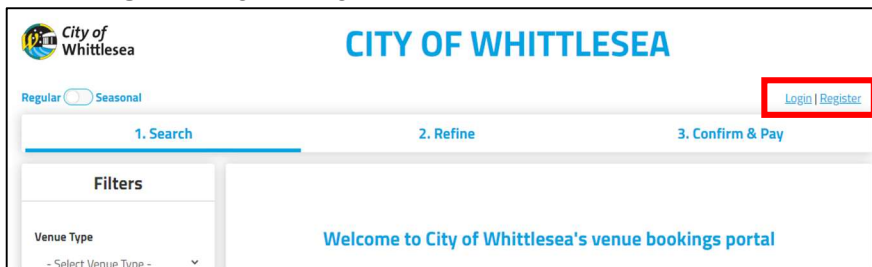 City of
Whittlesea
CITY OF WHITTLESEA
Regular Seasonal
Login | Register
1. Search
2. Refine
3. Confirm & Pay
Filters
Venue Type
- Select Venue Type -
Welcome to City of Whittlesea's venue bookings portal